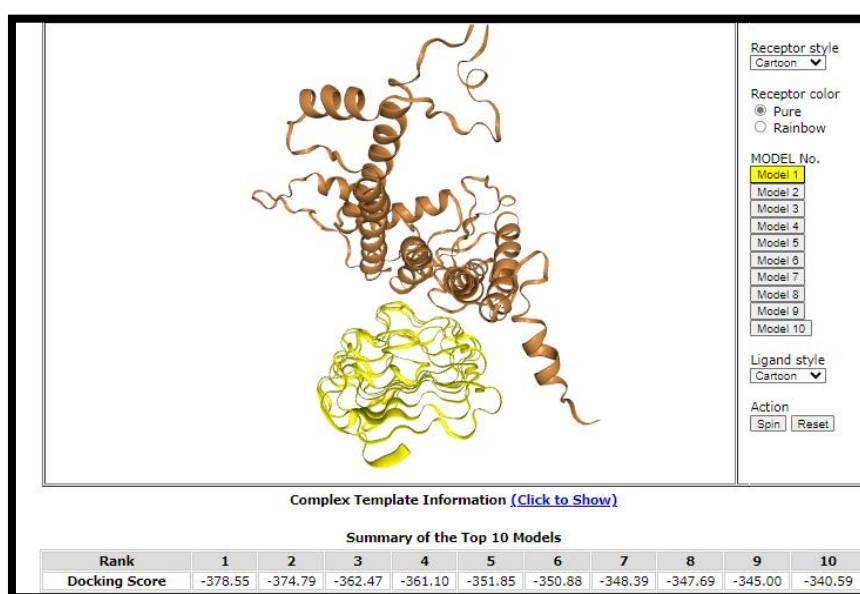 Receptor style
Cartoon
Receptor color
Pure
Rainbow
MODEL No.
Model 1
Model 2
Model 3
Model 4
Model 5
Model 6
Model 7
Model 8
Model 9
Model 10
Ligand style
Cartoon
Action
Spin Reset
Complex Template Information (Click to Show)
Summary of the Top 10 Models
Rank 1 2 3 4 5 6 7 8 9 10
Docking Score -378.55 -374.79 -362.47 -361.10 -351.85 -350.88 -348.39 -347.69 -345.00 -340.59